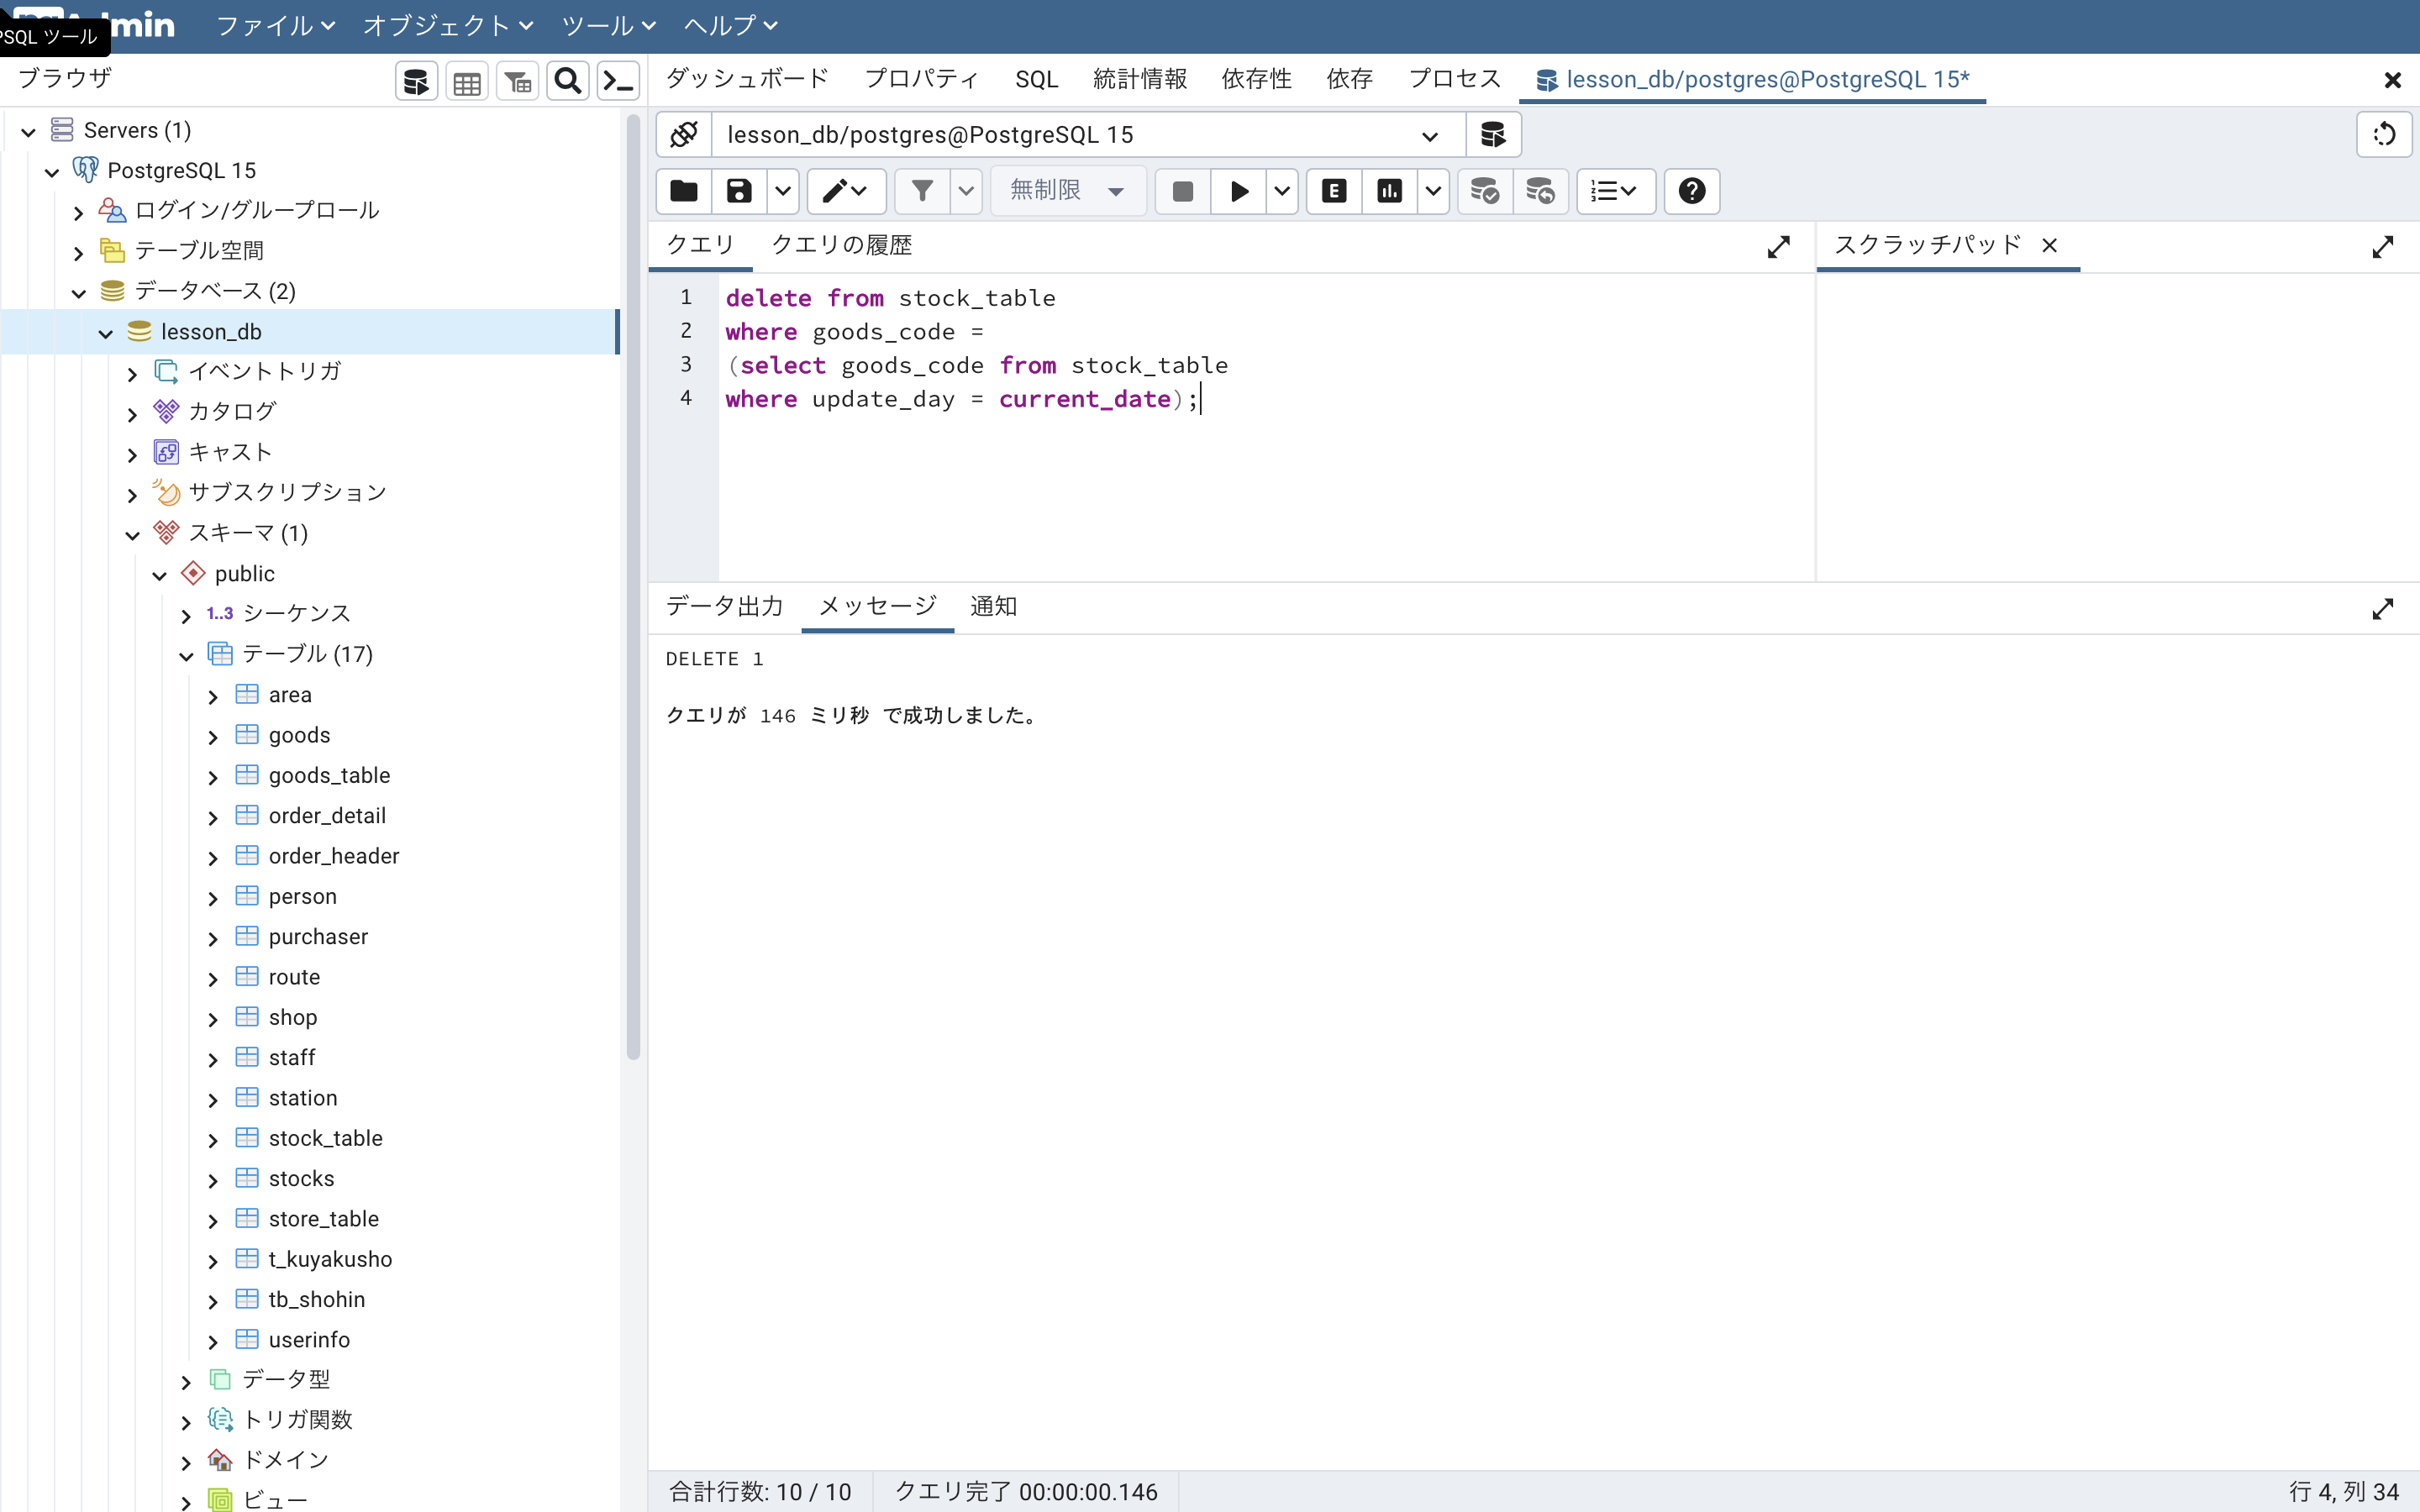 Admin
ファイル オブジェクト ツール ヘルプ
PSQL ツール
ブラウザ
ダッシュボード プロパティ SQL 統計情報 依存性 依存 プロセス lesson_db/postgres@PostgreSQL 15*
Servers (1)
PostgreSQL 15
ログイン/グループロール
テーブル空間
データベース (2)
lesson_db
イベントトリガ
カタログ
キャスト
サブスクリプション
スキーマ (1)
public
1..3 シーケンス
テーブル (17)
area
goods
goods_table
order_detail
order_header
person
purchaser
route
shop
staff
station
stock_table
stocks
store_table
t_kuyakusho
tb_shohin
userinfo
データ型
トリガ関数
ドメイン
ビュー
lesson_db/postgres@PostgreSQL 15
無制限 E
クエリ クエリの履歴 スクラッチパッド
1 delete from stock_table
2 where goods_code =
3 (select goods_code from stock_table
4 where update_day = current_date);
データ出力 メッセージ 通知
DELETE 1
クエリが 146 ミリ秒 で成功しました。
合計行数: 10 / 10 クエリ完了 00:00:00.146 行 4, 列 34